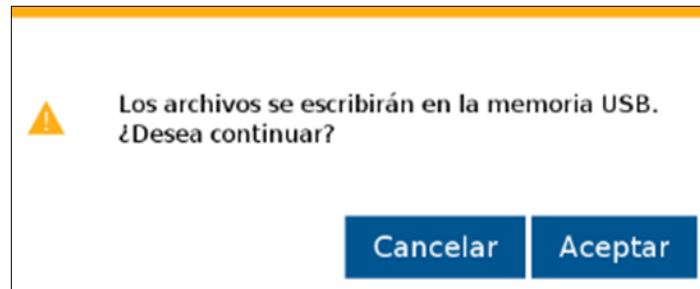 Los archivos se escribirán en la memoria USB.
¿Desea continuar?
Cancelar Aceptar